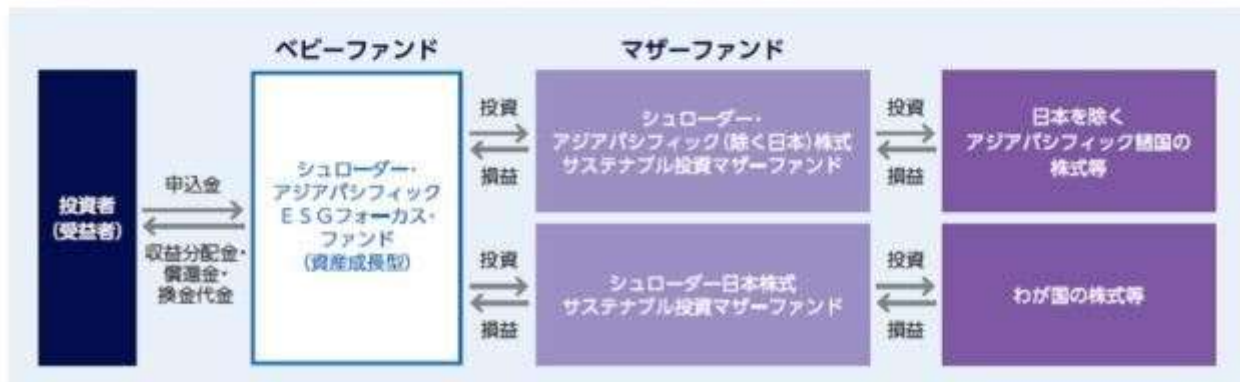 ベビーファンド
マザーファンド
投資者
(受益者)
申込金
収益分配金・
償還金・
換金代金
シュローダー・
アジアパシフィック
ESGフォーカス・
ファンド
(資産成長型)
投資
損益
シュローダー・
アジアパシフィック(除く日本)株式
サステナブル投資マザーファンド
投資
損益
日本を除く
アジアパシフィック諸国の
株式等
投資
損益
シュローダー日本株式
サステナブル投資マザーファンド
投資
損益
わが国の株式等